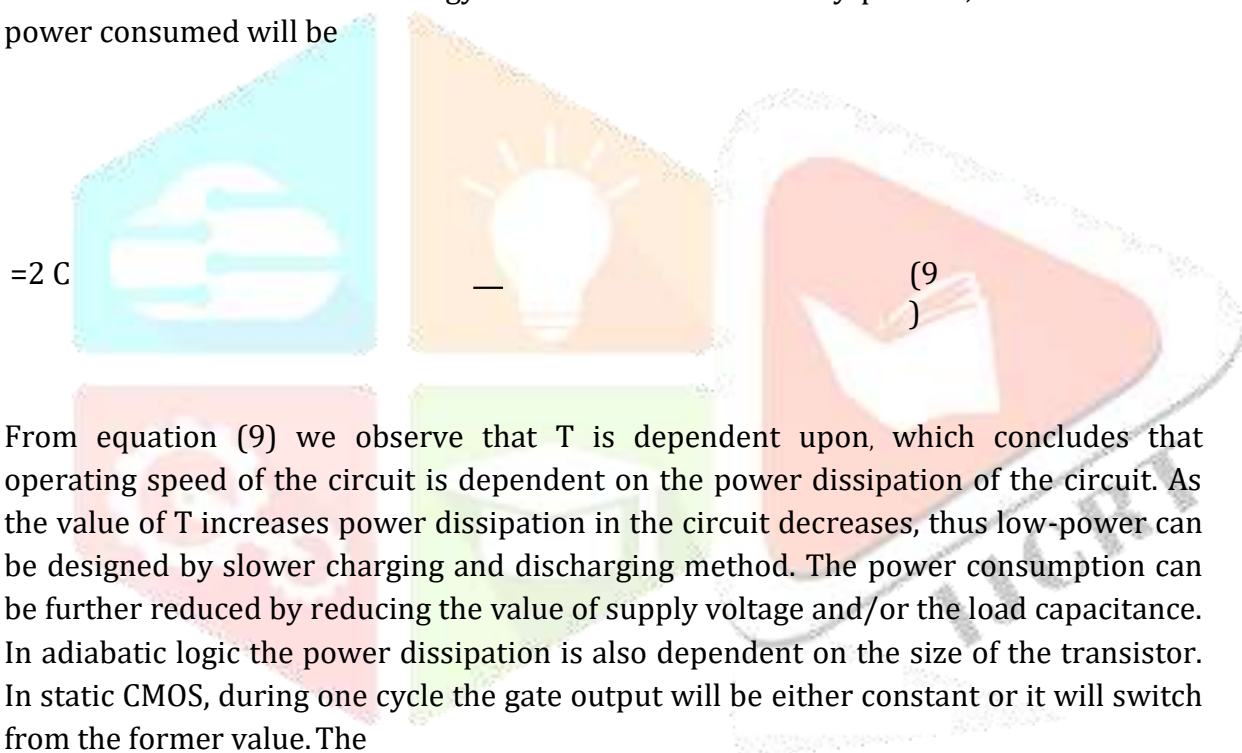 power consumed will be
=2 C — (9
)
From equation (9) we observe that T is dependent upon, which concludes that
operating speed of the circuit is dependent on the power dissipation of the circuit. As
the value of T increases power dissipation in the circuit decreases, thus low-power can
be designed by slower charging and discharging method. The power consumption can
be further reduced by reducing the value of supply voltage and/or the load capacitance.
In adiabatic logic the power dissipation is also dependent on the size of the transistor.
In static CMOS, during one cycle the gate output will be either constant or it will switch
from the former value. The
IJCRT